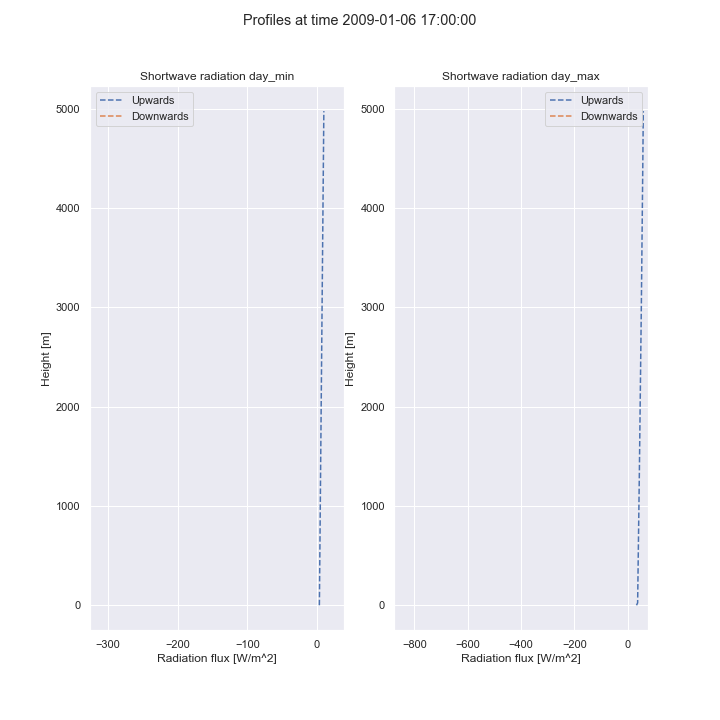 Profiles at time 2009-01-06 17:00:00
Shortwave radiation day_min
Upwards
Downwards
5000
4000
3000
2000
1000
0
Height [m]
−300 −200 −100 0
Radiation flux [W/m^2]
Shortwave radiation day_max
Upwards
Downwards
5000
4000
3000
2000
1000
0
Height [m]
−800 −600 −400 −200 0
Radiation flux [W/m^2]